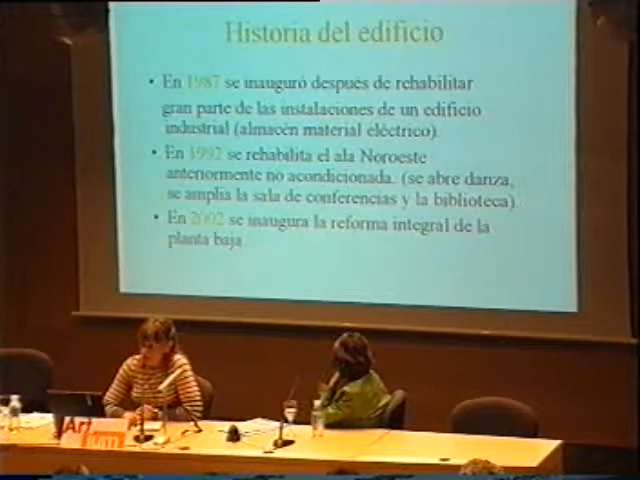 Historia del edificio
• En 1987 se inauguró después de rehabilitar
gran parte de las instalaciones de un edificio
industrial (almacén material eléctrico).
• En 1992 se rehabilita el ala Noroeste
anteriormente no acondicionada. (se abre danza,
se amplia la sala de conferencias y la biblioteca).
• En 2002 se inaugura la reforma integral de la
planta baja.
Art
ium